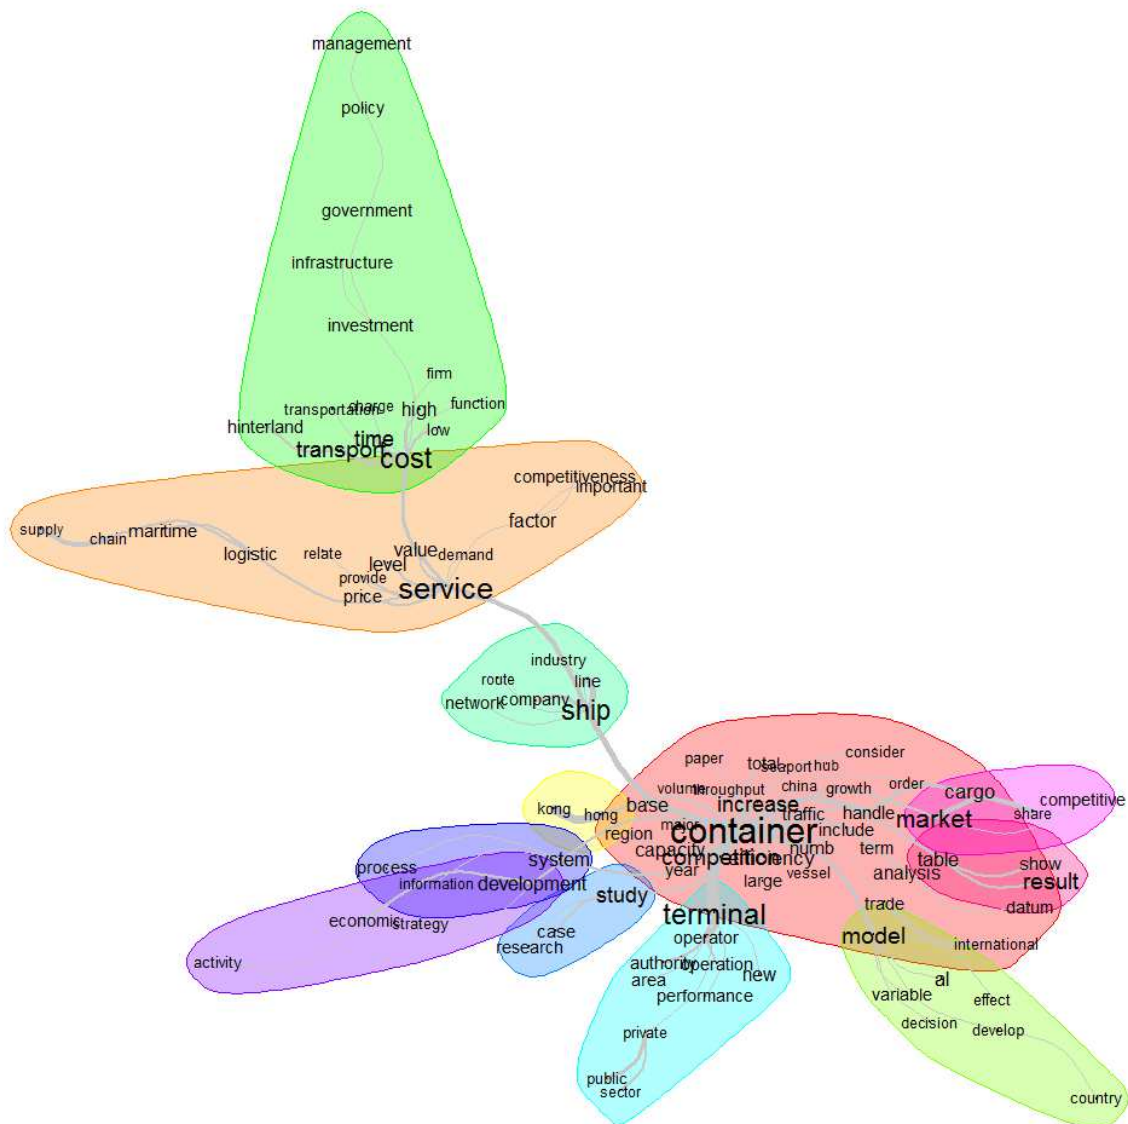 management
policy
government
infrastructure
investment
firm
transportation
charge
high
function
hinterland
low
time
transport
cost
competitiveness
important
supply
chain
maritime
factor
logistic
relate
value
demand
level
provide
price
service
industry
route
line
network
company
ship
paper
total
consider
seaport
hub
volume
throughput
china
growth
order
cargo
competitive
kong
hong
base
increase
traffic
handle
market
share
region
major
container
include
capacity
numb
term
process
system
competition
efficiency
table
show
year
vessel
analysis
information
development
study
large
result
economic
strategy
terminal
trade
datum
case
research
operator
model
international
activity
authority
operation
area
new
al
performance
variable
effect
decision
develop
private
public
sector
country